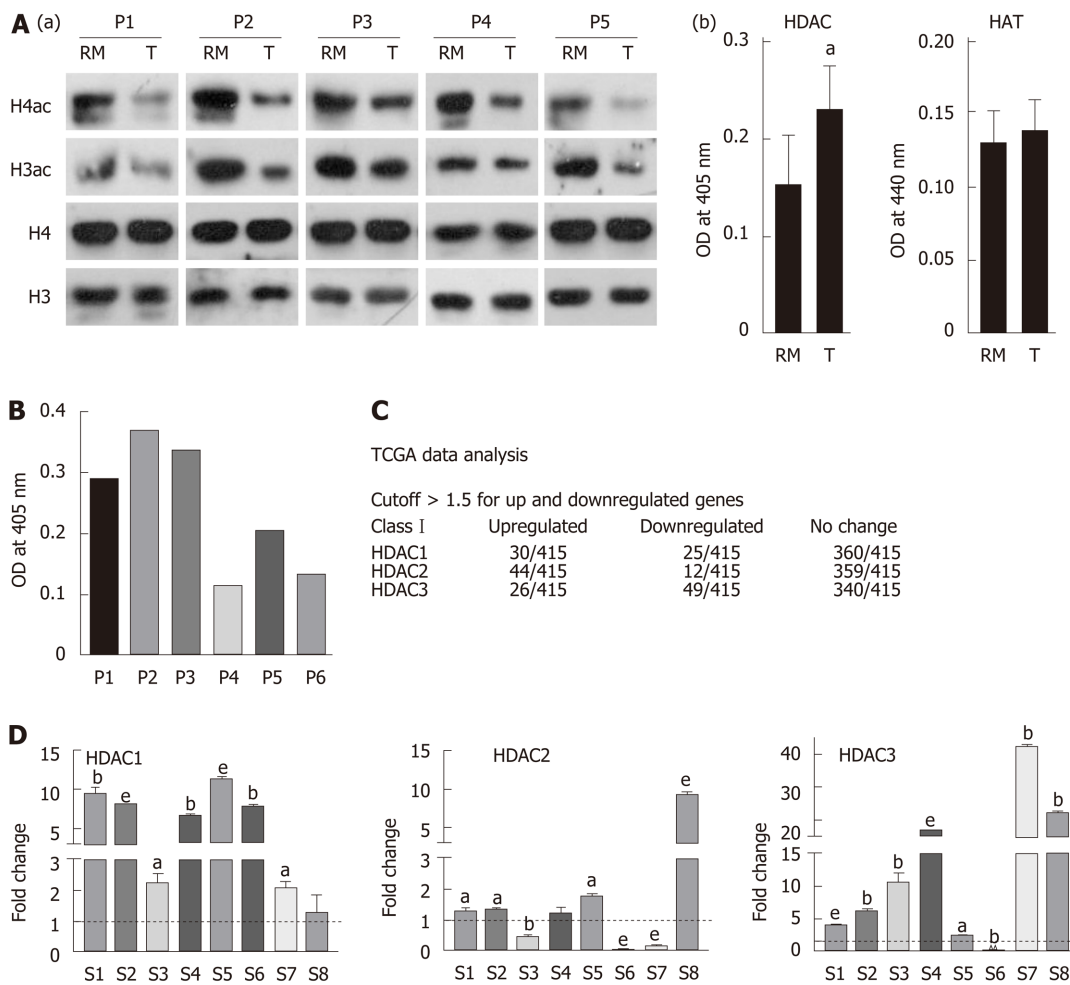 A (a) P1 P2 P3 P4 P5
RM T RM T RM T RM T RM T
H4ac
H3ac
H4
H3
(b) HDAC HAT
0.3
0.2
0.1
0
OD at 405 nm
a
RM T
0.20
0.15
0.10
0.05
0
OD at 440 nm
RM T
B
0.4
0.3
0.2
0.1
0
OD at 405 nm
P1 P2 P3 P4 P5 P6
C
TCGA data analysis
Cutoff > 1.5 for up and downregulated genes
Class I Upregulated Downregulated No change
HDAC1 30/415 25/415 360/415
HDAC2 44/415 12/415 359/415
HDAC3 26/415 49/415 340/415
D
HDAC1
15
10
5
3
2
1
0
Fold change
b e a b e b a
S1 S2 S3 S4 S5 S6 S7 S8
HDAC2
15
10
5
3
2
1
0
Fold change
a a b a e e e
S1 S2 S3 S4 S5 S6 S7 S8
HDAC3
40
30
20
15
10
5
0
Fold change
e b b e a b b b
S1 S2 S3 S4 S5 S6 S7 S8